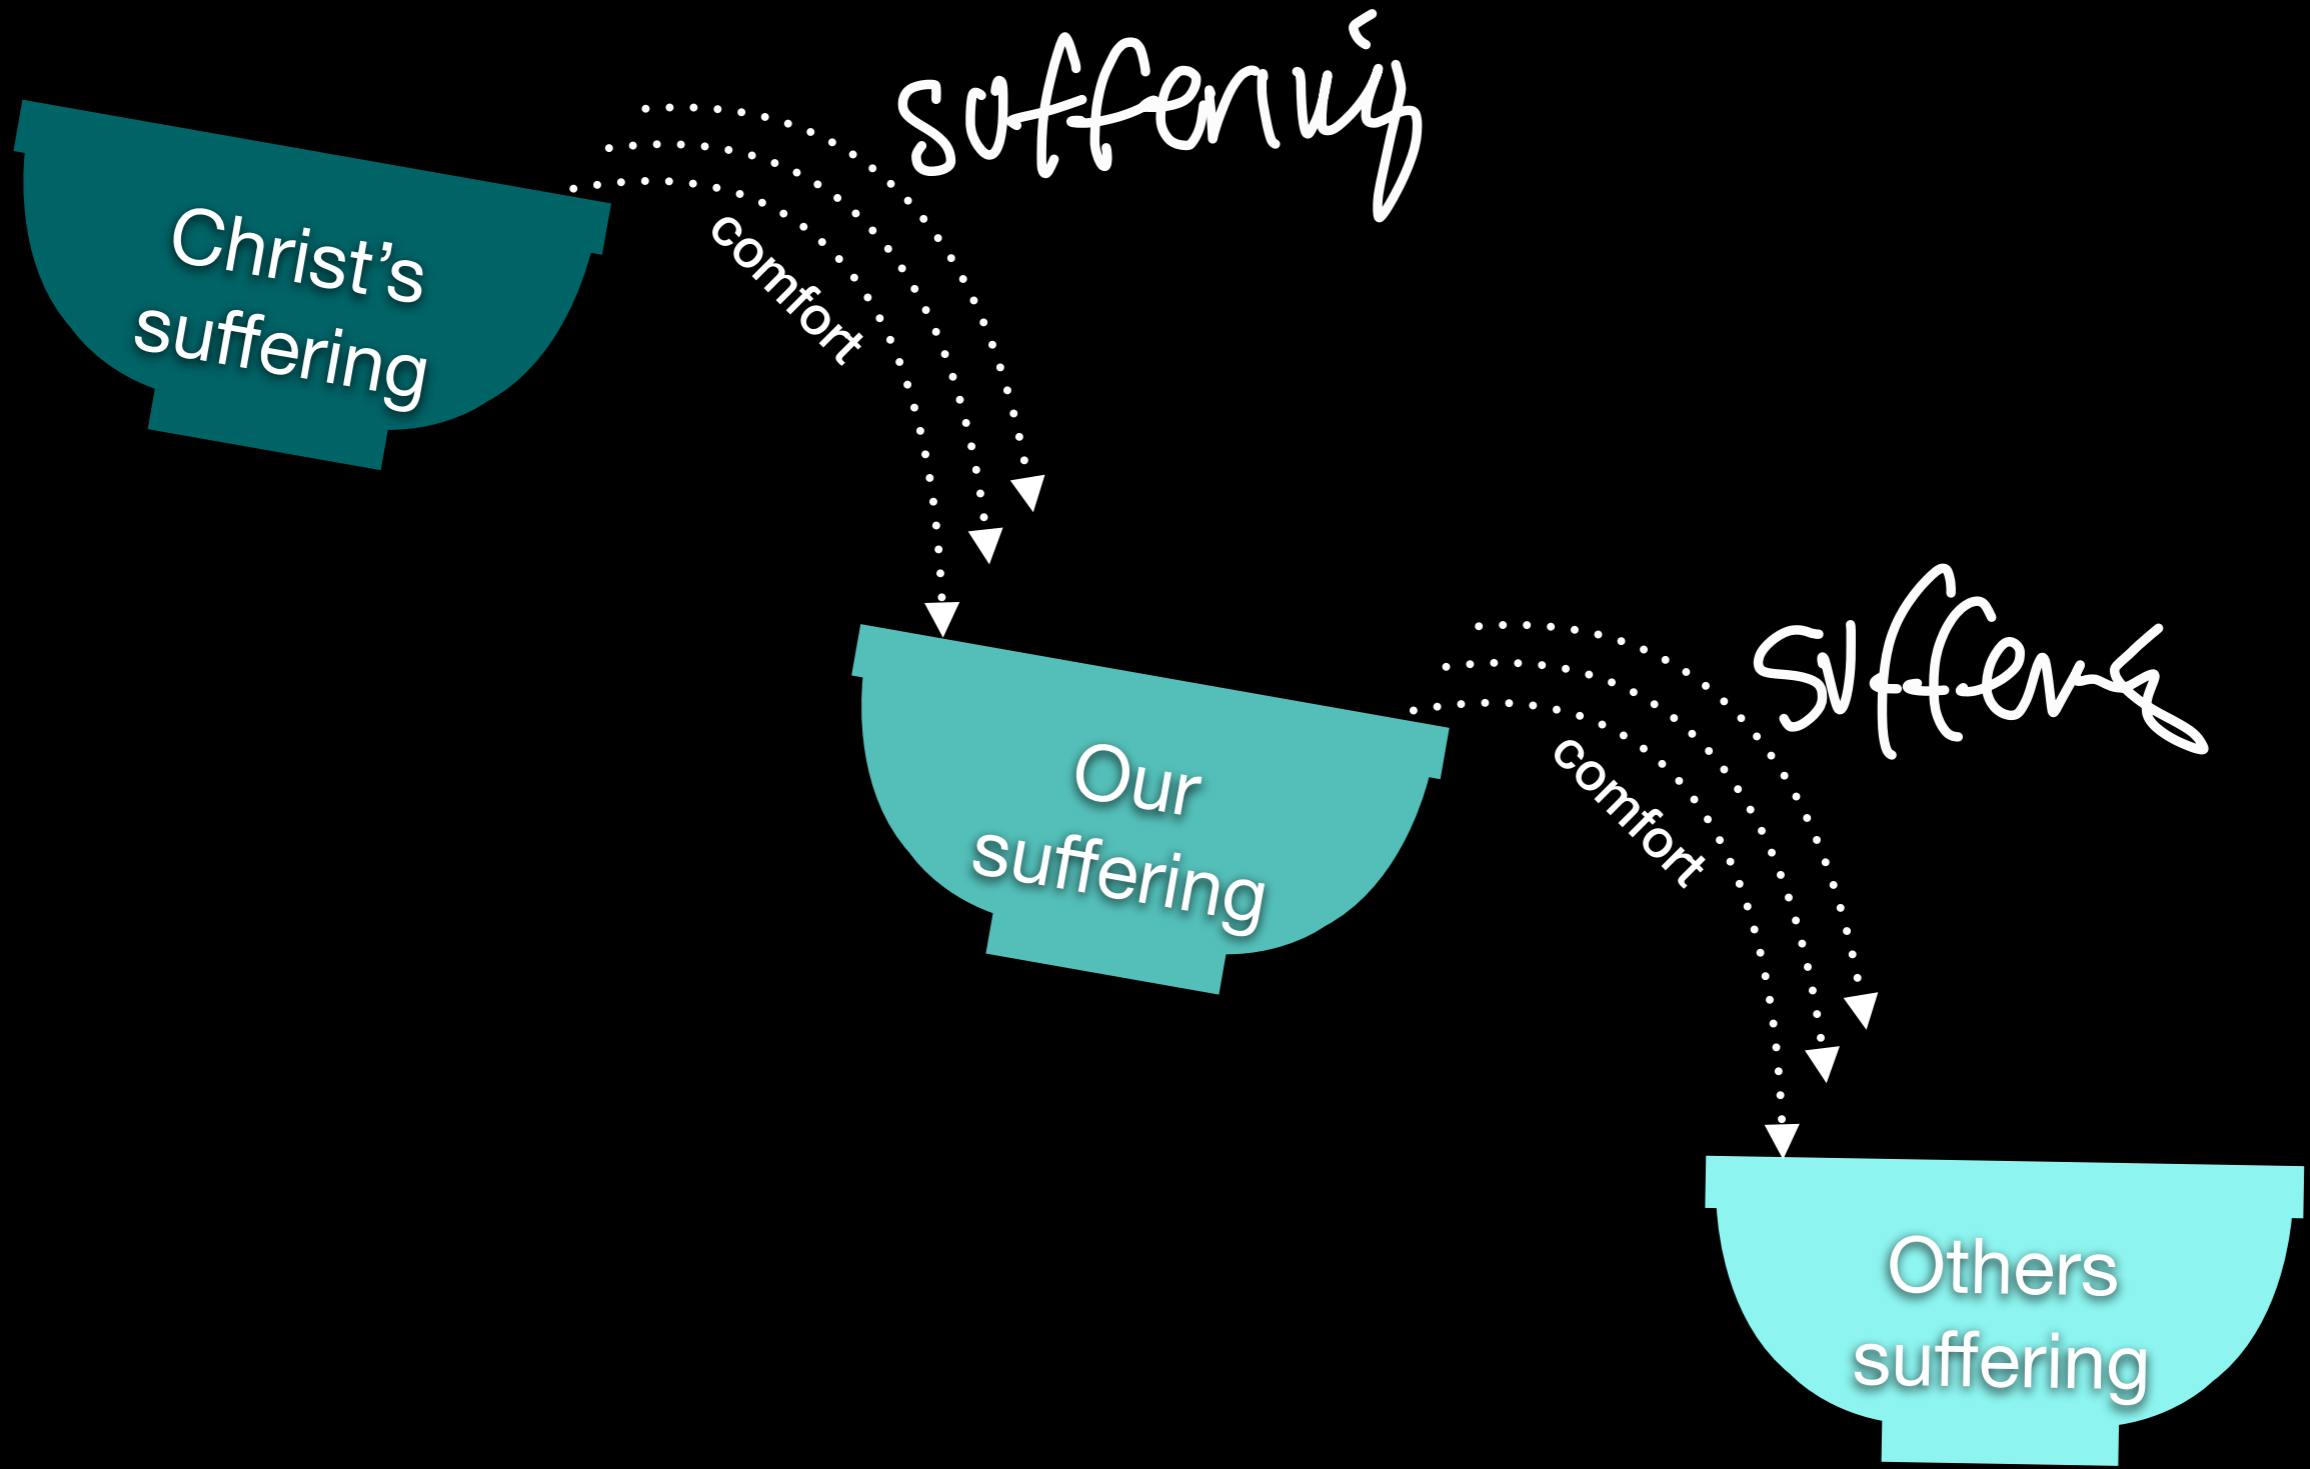 suffering
Christ's
suffering
comfort
suffering
Our
suffering
comfort
Others
suffering